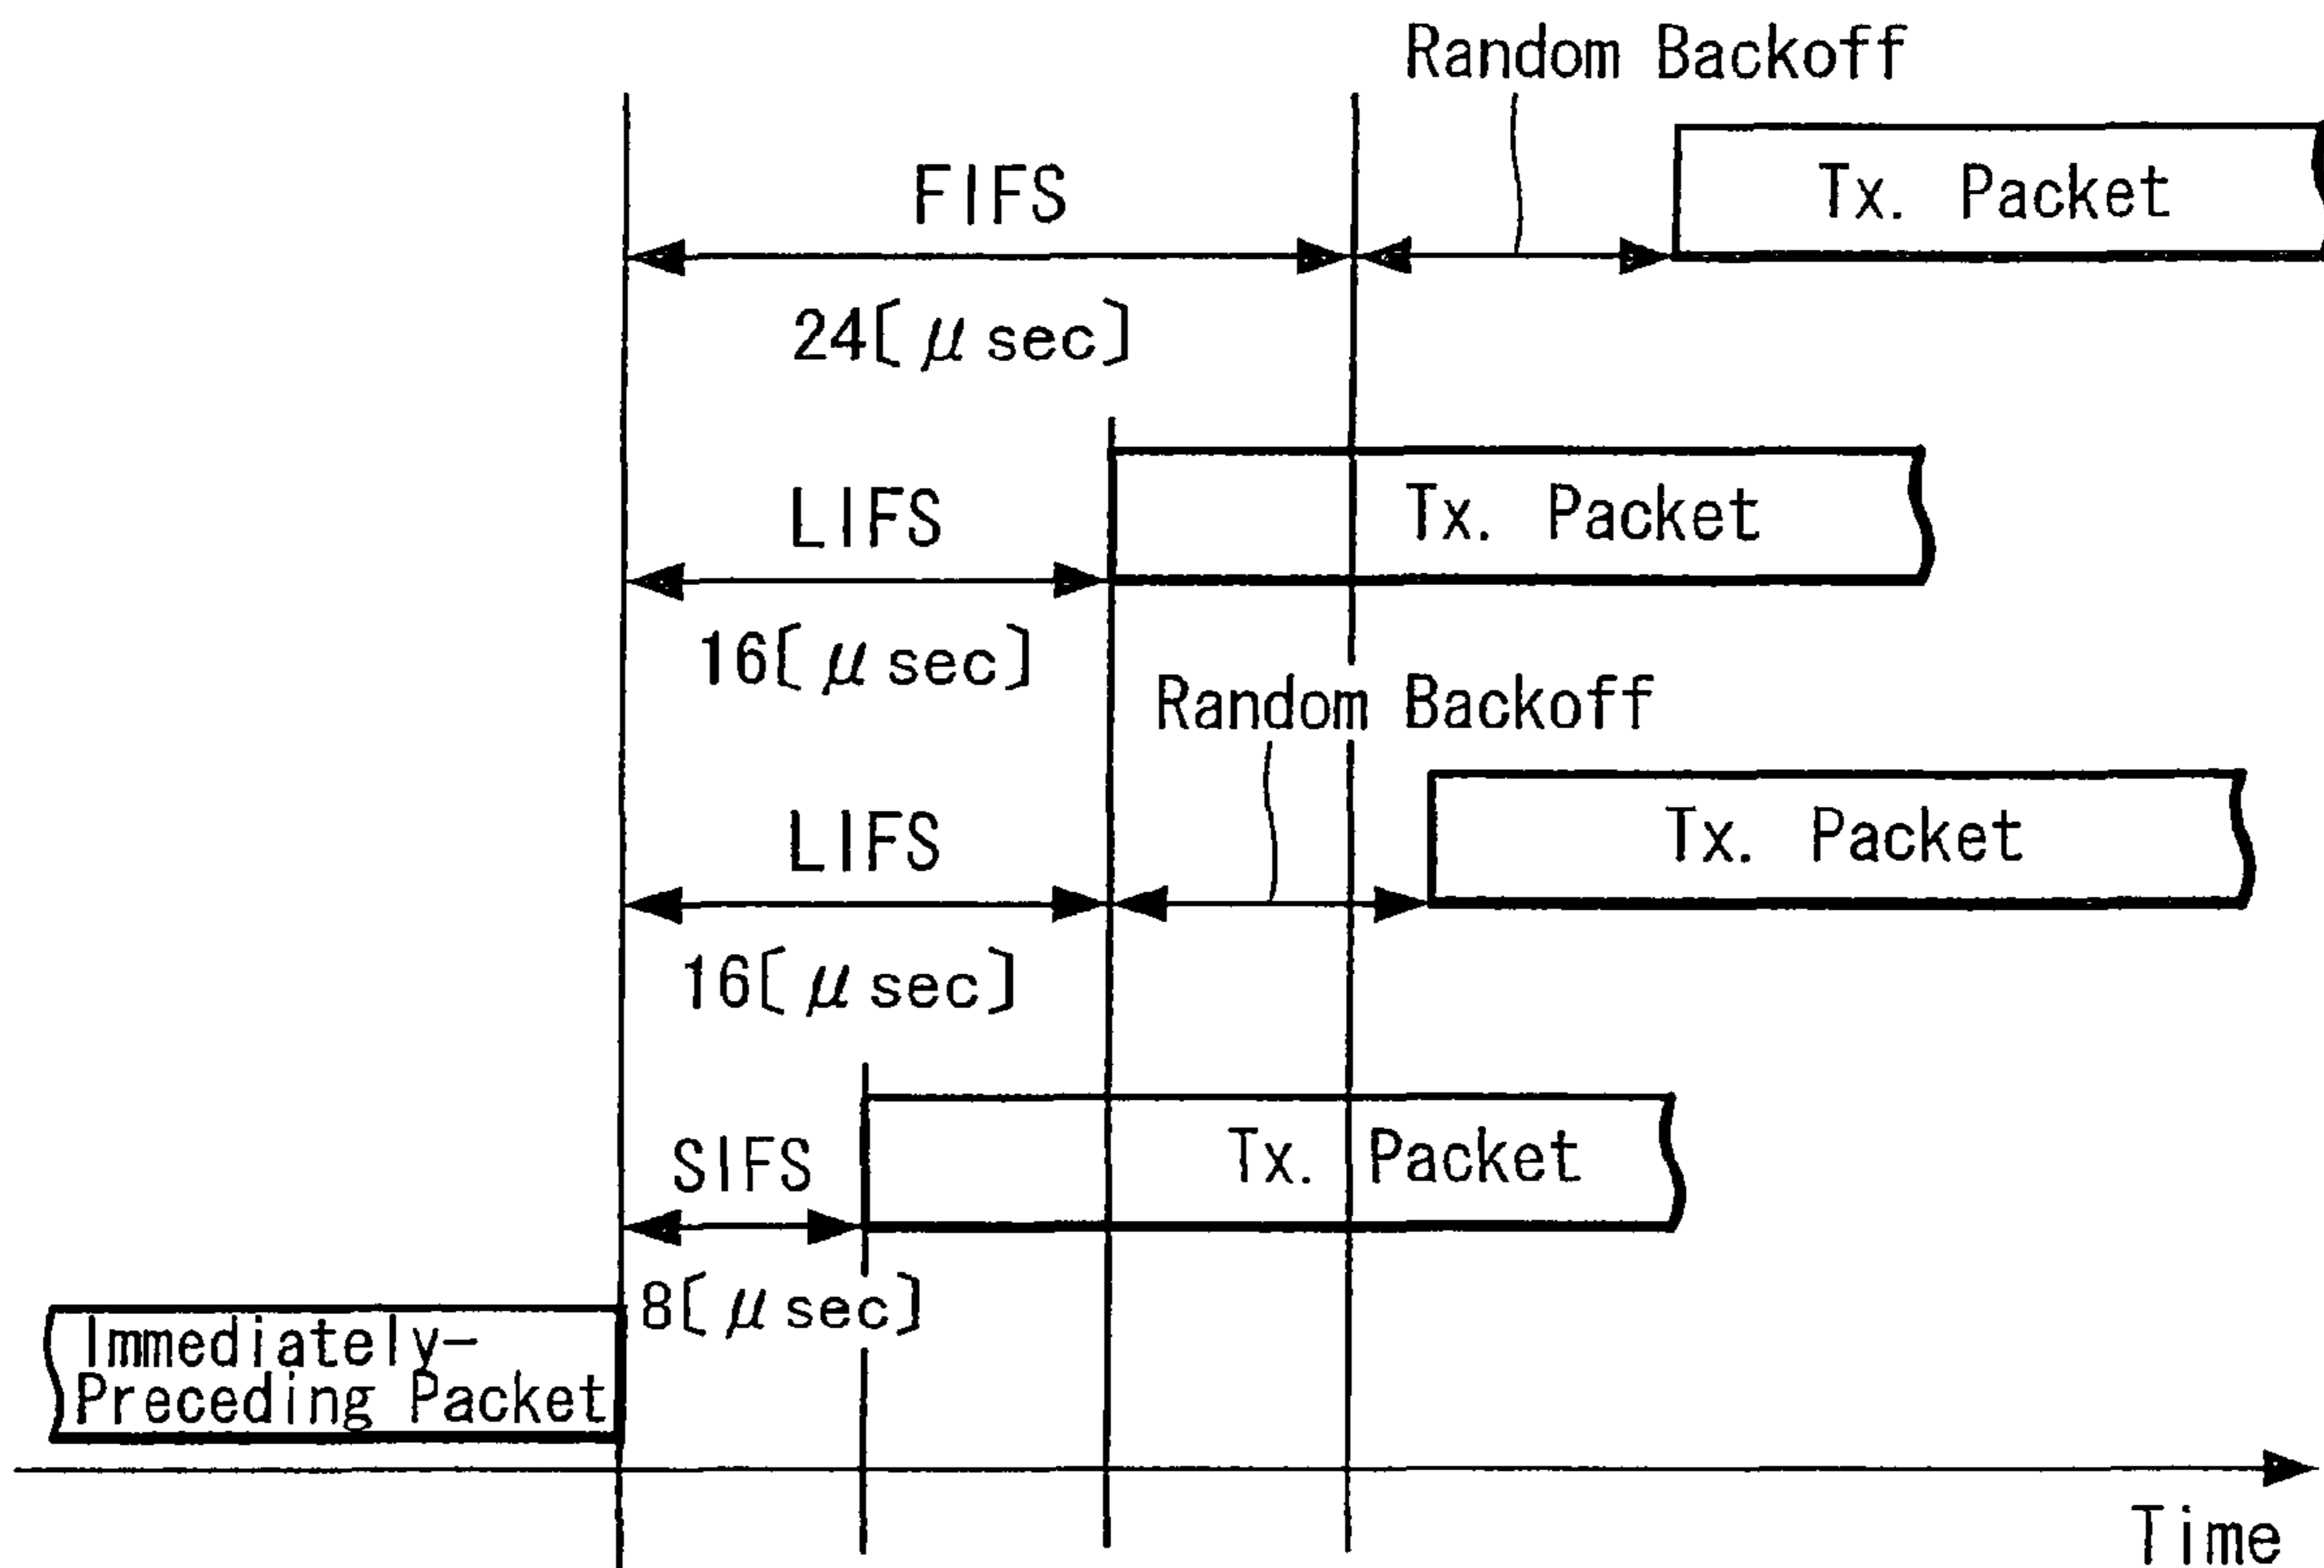 Random Backoff
FIFS
Tx. Packet
24[μsec]
LIFS
Tx. Packet
16[μsec]
Random Backoff
LIFS
Tx. Packet
16[μsec]
SIFS
Tx. Packet
8[μsec]
Immediately-
Preceding Packet
Time